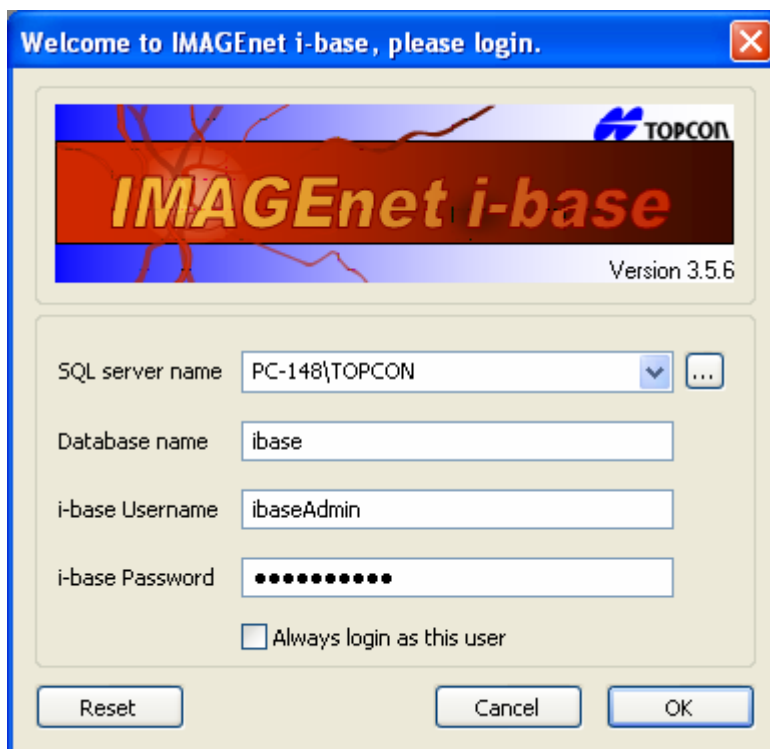 Welcome to IMAGEnet i-base, please login.
TOPCON
IMAGEnet i-base
Version 3.5.6
SQL server name PC-148\TOPCON ...
Database name ibase
i-base Username ibaseAdmin
i-base Password ●●●●●●●●●●
Always login as this user
Reset Cancel OK